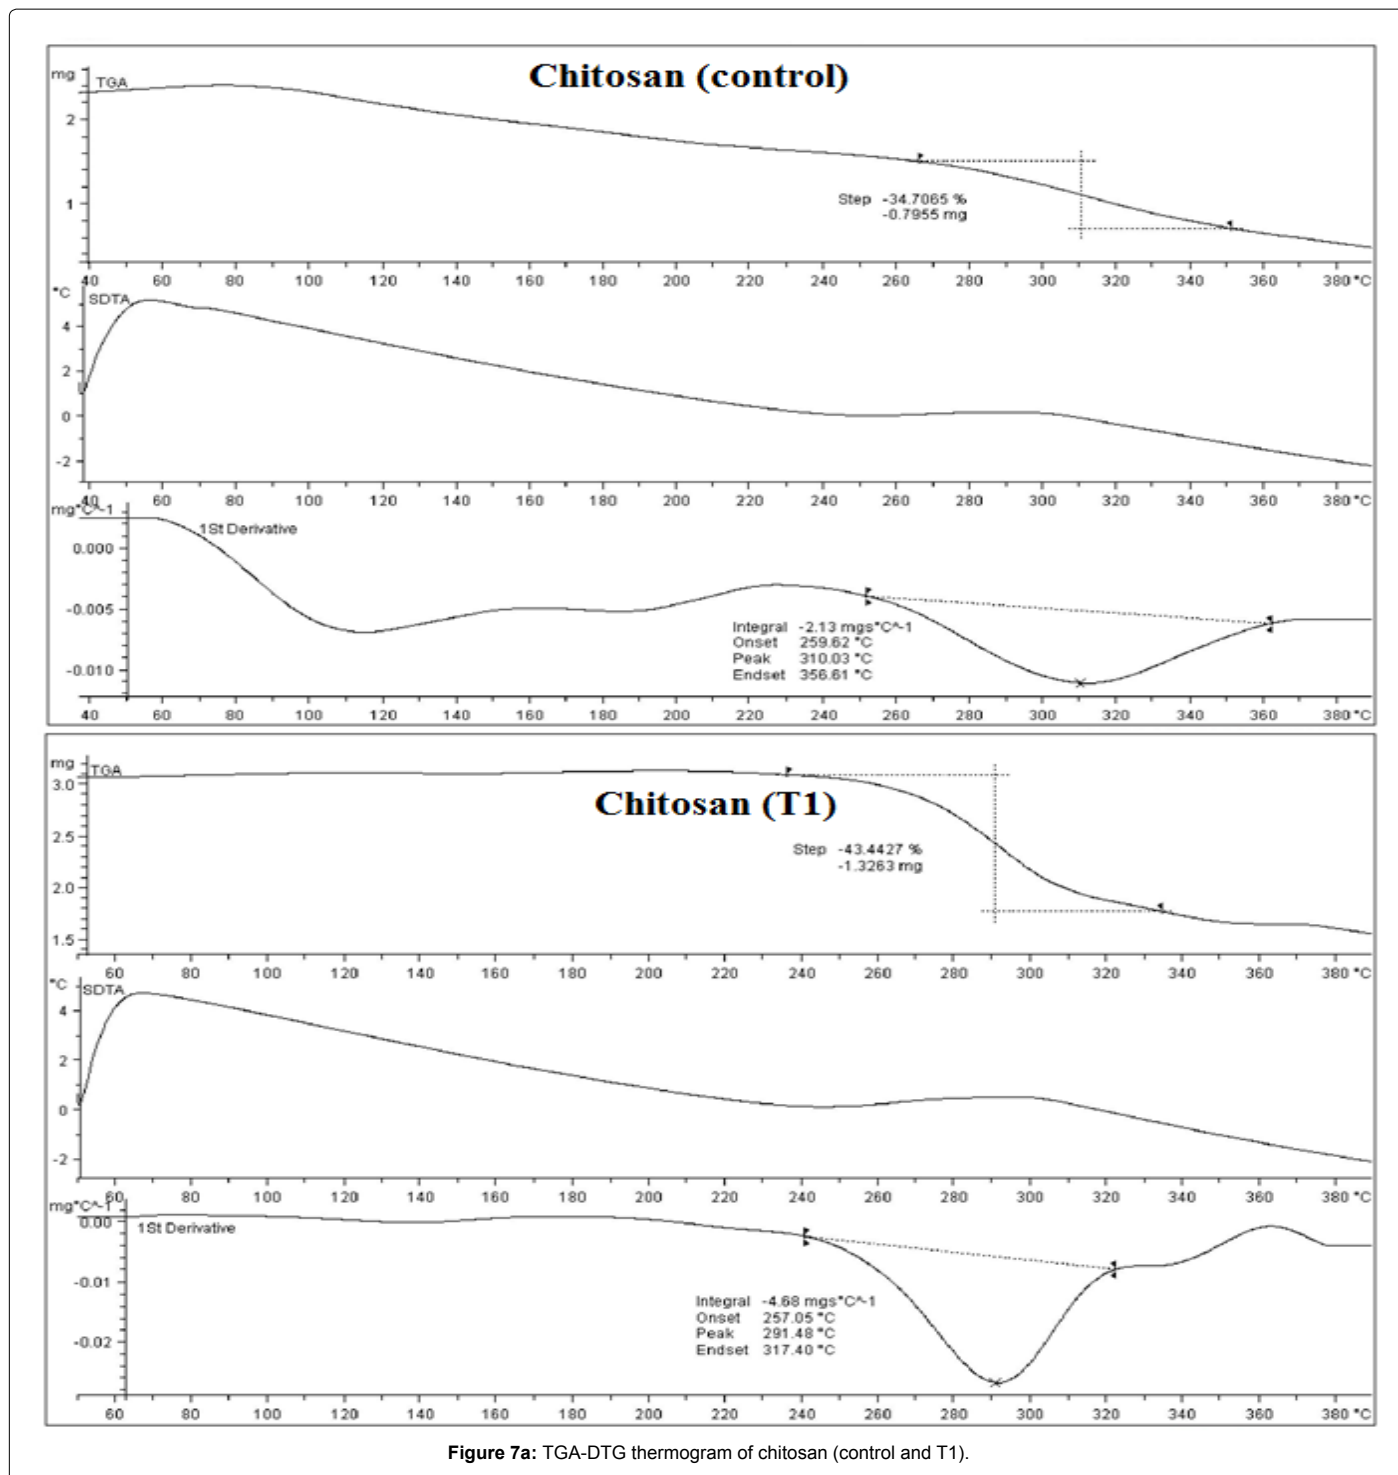 Chitosan (control)
mg
TGA
2
1
Step -34.7065 %
-0.7955 mg
40 60 80 100 120 140 160 180 200 220 240 260 280 300 320 340 360 380 °C
°C
SDTA
4
2
0
-2
40 60 80 100 120 140 160 180 200 220 240 260 280 300 320 340 360 380 °C
mg*C^-1
1St Derivative
0.000
-0.005
-0.010
Integral -2.13 mgs*C^-1
Onset 259.62 °C
Peak 310.03 °C
Endset 356.61 °C
40 60 80 100 120 140 160 180 200 220 240 260 280 300 320 340 360 380 °C
mg
TGA
3.0
Chitosan (T1)
2.5
Step -43.4427 %
-1.3263 mg
2.0
1.5
60 80 100 120 140 160 180 200 220 240 260 280 300 320 340 360 380 °C
°C
SDTA
4
2
0
-2
60 80 100 120 140 160 180 200 220 240 260 280 300 320 340 360 380 °C
mg*C^-1
0.00
1St Derivative
-0.01
-0.02
Integral -4.68 mgs*C^-1
Onset 257.05 °C
Peak 291.48 °C
Endset 317.40 °C
60 80 100 120 140 160 180 200 220 240 260 280 300 320 340 360 380 °C
Figure 7a: TGA-DTG thermogram of chitosan (control and T1).